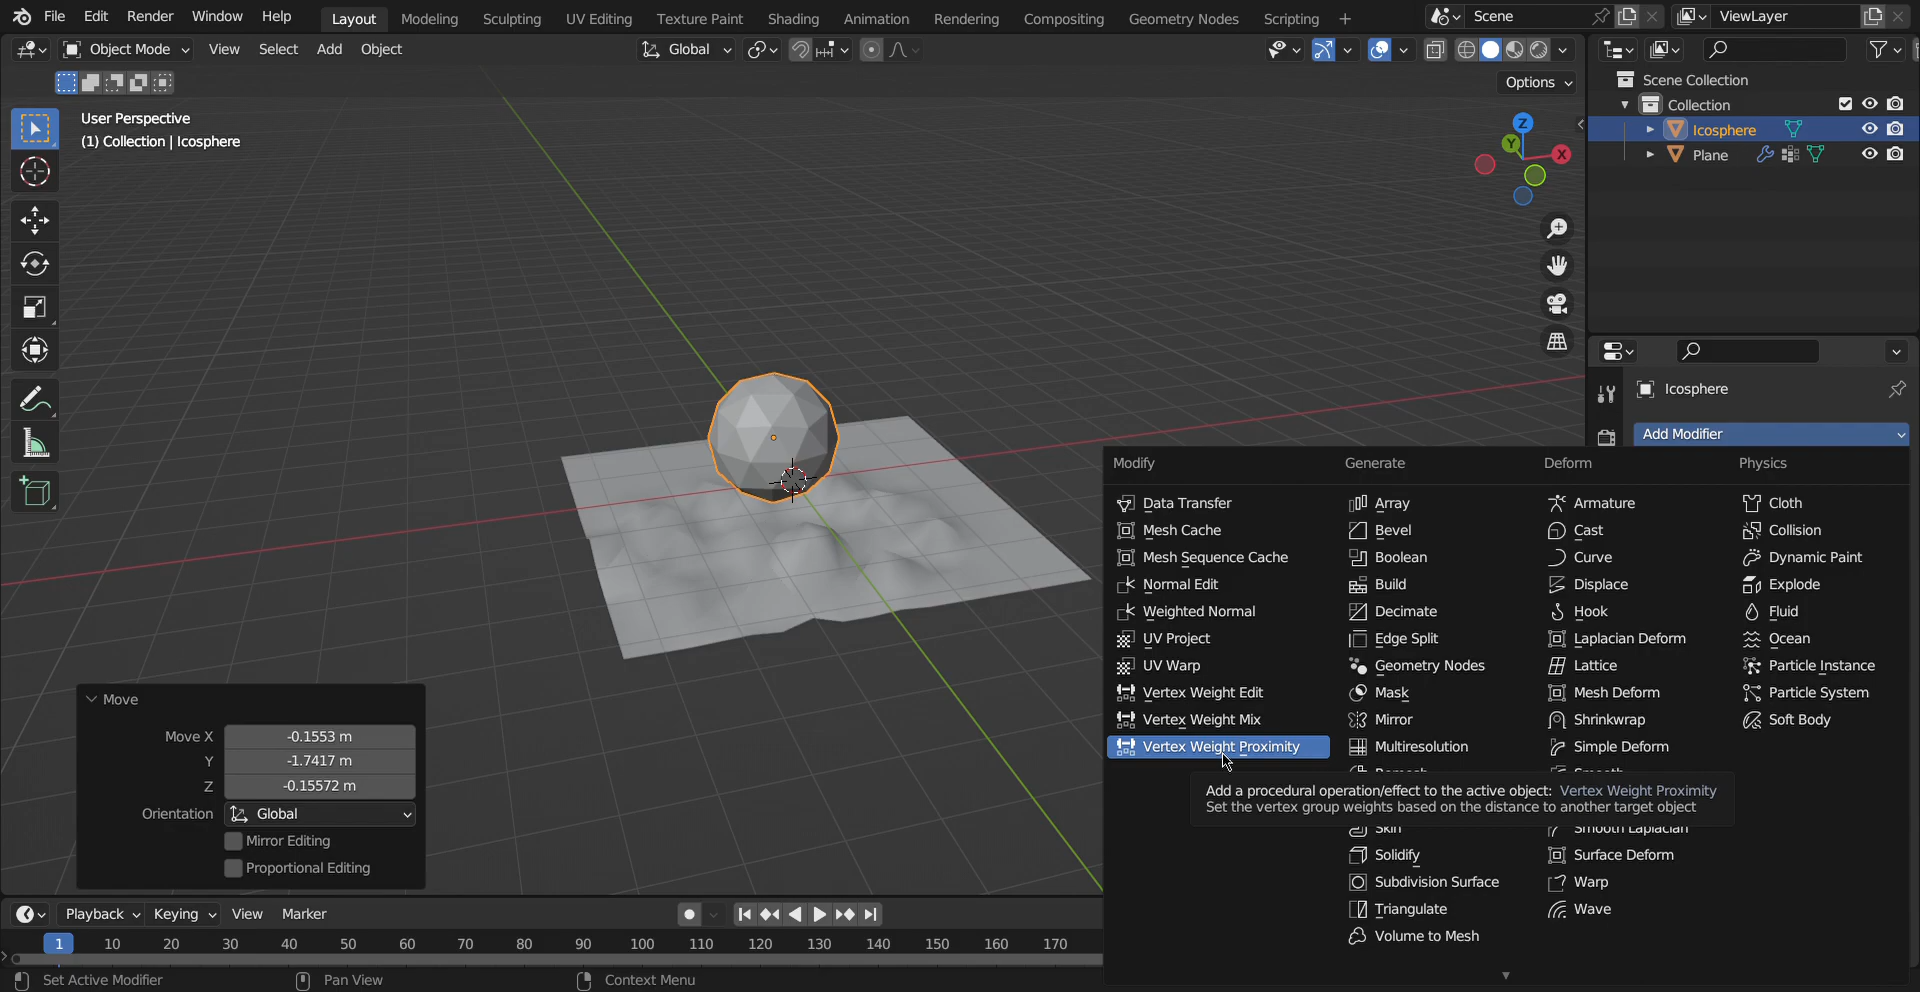 File Edit Render Window Help Layout Modeling Sculpting UV Editing Texture Paint Shading Animation Rendering Compositing Geometry Nodes Scripting + Scene ViewLayer
Object Mode View Select Add Object Global
Options
User Perspective
(1) Collection | Icosphere
Z
Y
X
Scene Collection
Collection
Icosphere
Plane
Icosphere
Add Modifier
Modify Generate Deform Physics
Data Transfer Array Armature Cloth
Mesh Cache Bevel Cast Collision
Mesh Sequence Cache Boolean Curve Dynamic Paint
Normal Edit Build Displace Explode
Weighted Normal Decimate Hook Fluid
UV Project Edge Split Laplacian Deform Ocean
UV Warp Geometry Nodes Lattice Particle Instance
Vertex Weight Edit Mask Mesh Deform Particle System
Vertex Weight Mix Mirror Shrinkwrap Soft Body
Vertex Weight Proximity Multiresolution Simple Deform
Add a procedural operation/effect to the active object: Vertex Weight Proximity
Set the vertex group weights based on the distance to another target object
Skin Smooth Laplacian
Solidify Surface Deform
Subdivision Surface Warp
Triangulate Wave
Volume to Mesh
Move
Move X -0.1553 m
Y -1.7417 m
Z -0.15572 m
Orientation Global
Mirror Editing
Proportional Editing
Playback Keying View Marker
1 10 20 30 40 50 60 70 80 90 100 110 120 130 140 150 160 170
Set Active Modifier Pan View Context Menu